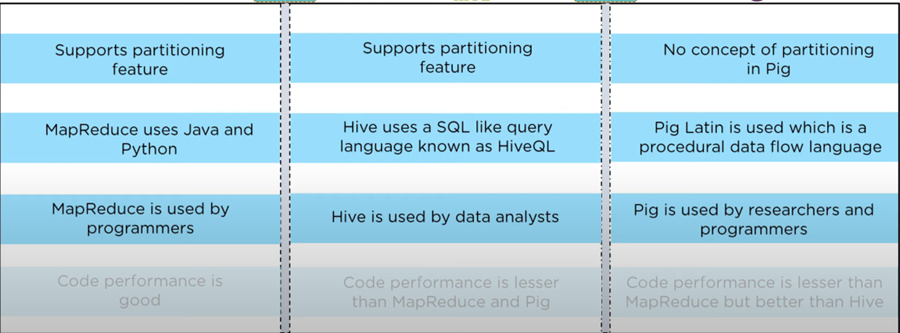 Supports partitioning
feature
Supports partitioning
feature
No concept of partitioning
in Pig
MapReduce uses Java and
Python
Hive uses a SQL like query
language known as HiveQL
Pig Latin is used which is a
procedural data flow language
MapReduce is used by
programmers
Hive is used by data analysts
Pig is used by researchers and
programmers
Code performance is
good
Code performance is lesser
than MapReduce and Pig
Code performance is lesser than
MapReduce but better than Hive